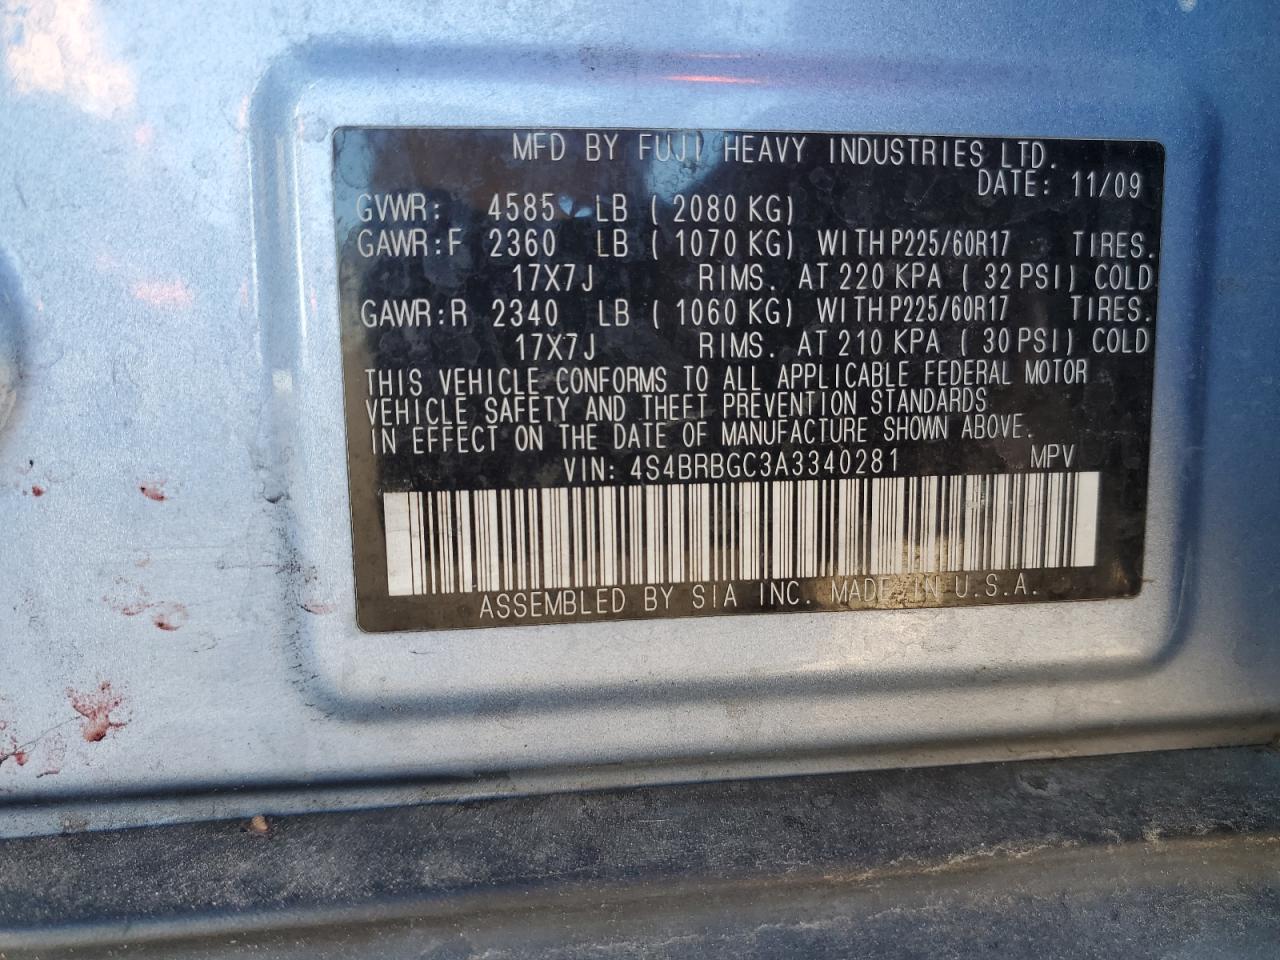 MFD BY FUJI HEAVY INDUSTRIES LTD.
DATE: 11/09
GVWR: 4585 LB ( 2080 KG)
GAWR:F 2360 LB ( 1070 KG) WITH P225/60R17 TIRES.
17X7J RIMS. AT 220 KPA ( 32 PSI) COLD
GAWR:R 2340 LB ( 1060 KG) WITH P225/60R17 TIRES.
17X7J RIMS. AT 210 KPA ( 30 PSI) COLD
THIS VEHICLE CONFORMS TO ALL APPLICABLE FEDERAL MOTOR
VEHICLE SAFETY AND THEFT PREVENTION STANDARDS
IN EFFECT ON THE DATE OF MANUFACTURE SHOWN ABOVE.
VIN: 4S4BRBGC3A3340281 MPV
ASSEMBLED BY SIA INC. MADE IN U.S.A.